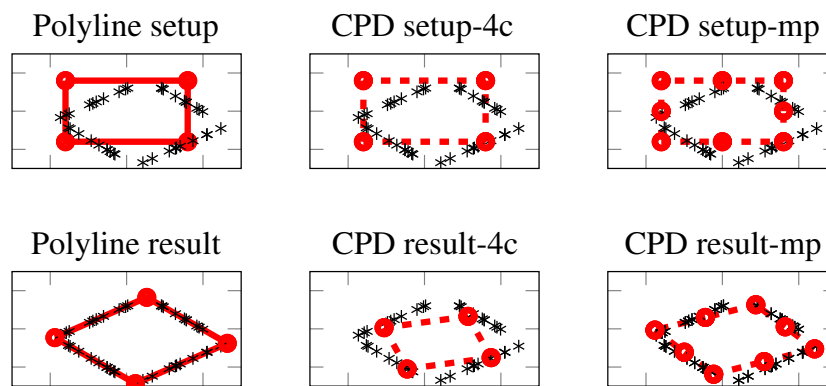 Polyline setup CPD setup-4c CPD setup-mp
Polyline result CPD result-4c CPD result-mp